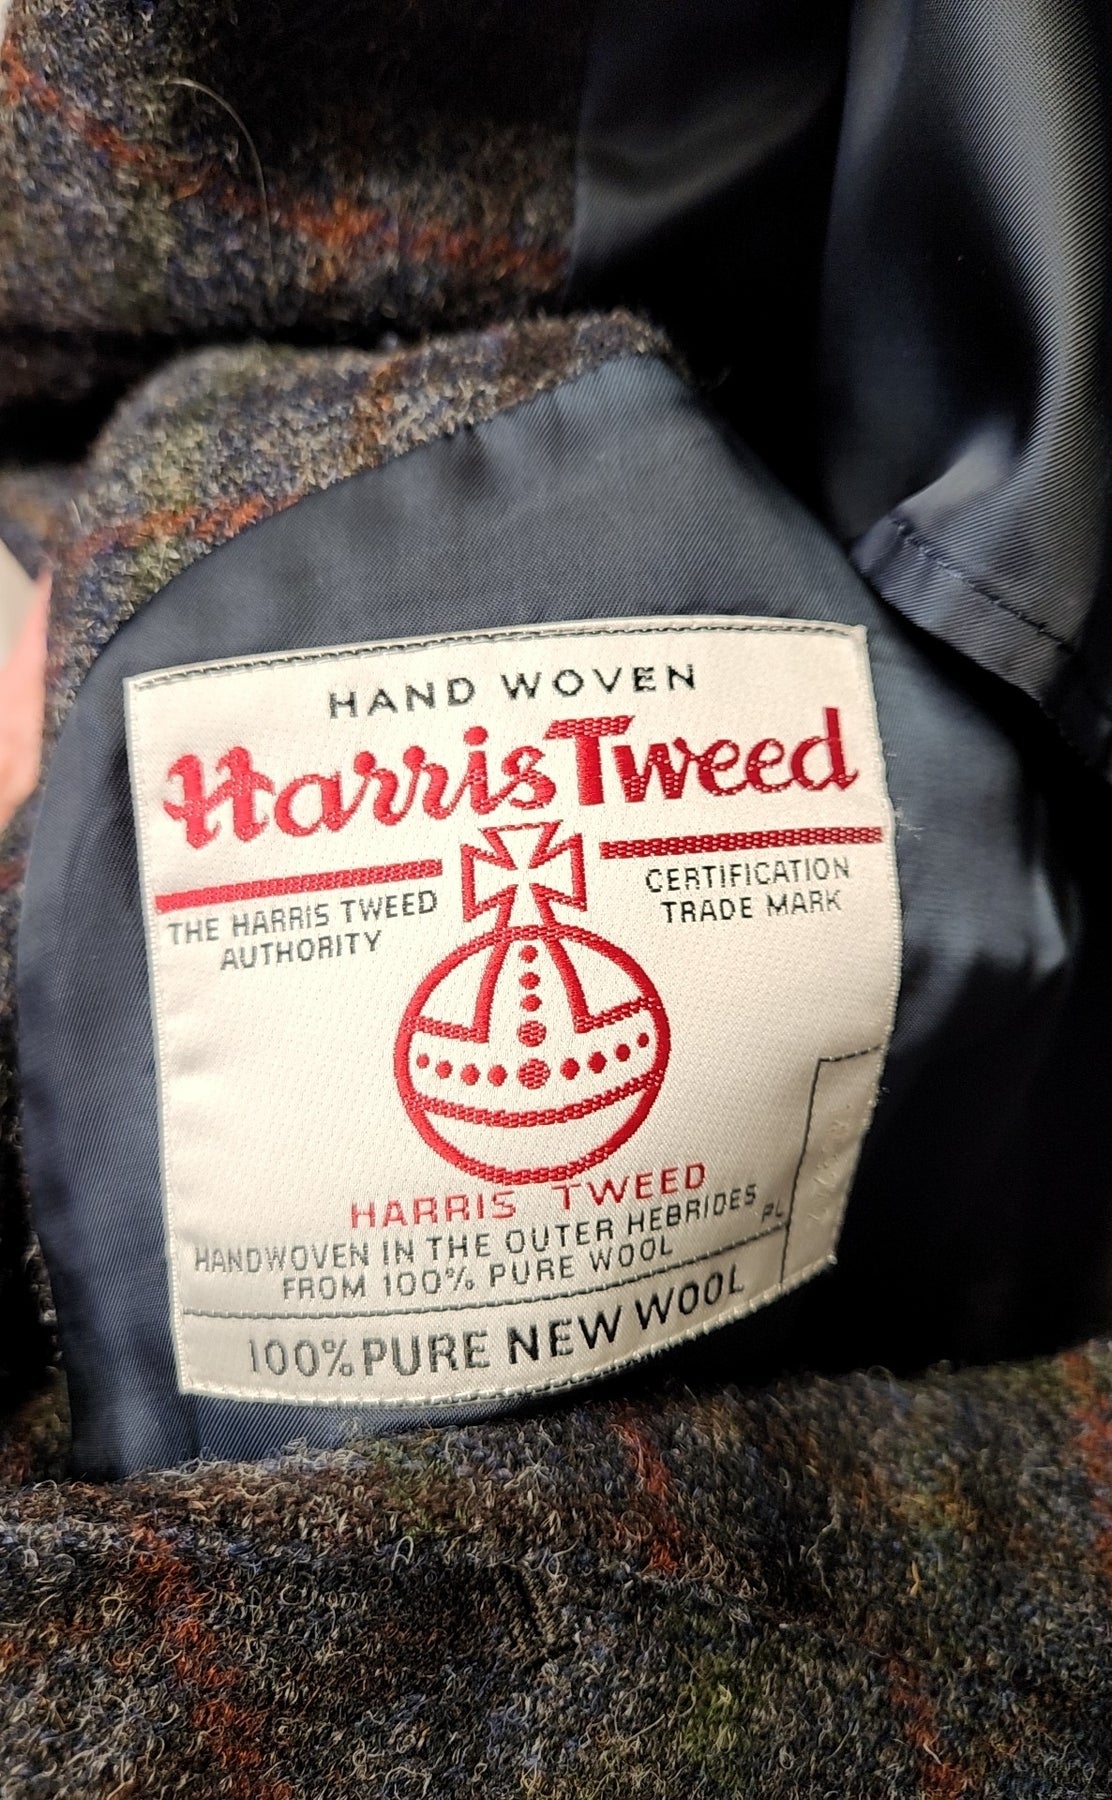 HAND WOVEN
Harris Tweed
THE HARRIS TWEED
AUTHORITY
CERTIFICATION
TRADE MARK
HARRIS TWEED
HANDWOVEN IN THE OUTER HEBRIDES
FROM 100% PURE WOOL
PL
100% PURE NEW WOOL